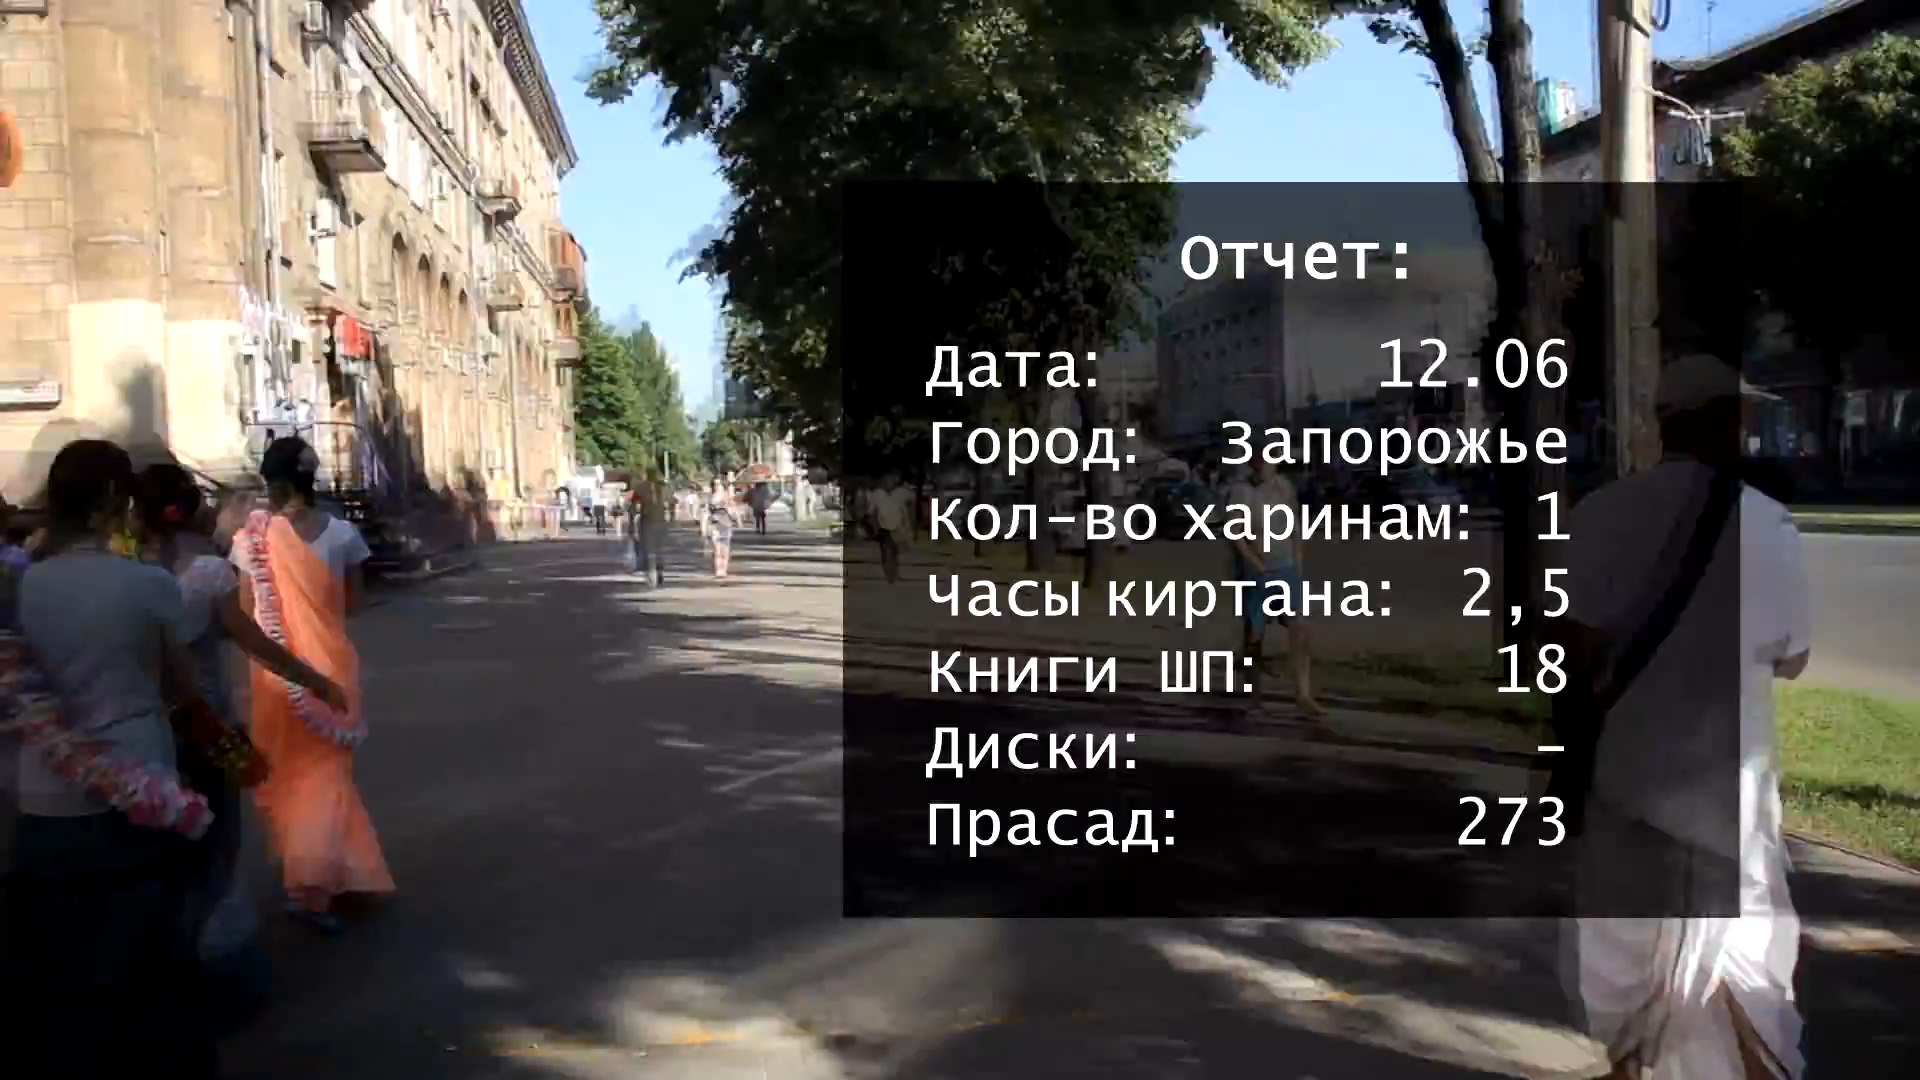 Отчет:
Дата: 12.06
Город: Запорожье
Кол-во харинам: 1
Часы киртана: 2,5
Книги ШП: 18
Диски: -
Прасад: 273